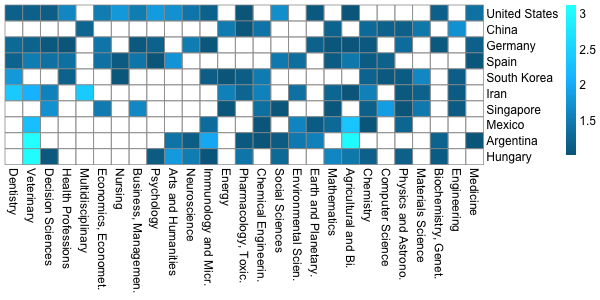 United States
China
Germany
Spain
South Korea
Iran
Singapore
Mexico
Argentina
Hungary
3
2.5
2
1.5
Dentistry
Veterinary
Decision Sciences
Health Professions
Multidisciplinary
Economics, Economet.
Nursing
Business, Managemen.
Psychology
Arts and Humanities
Neuroscience
Immunology and Micr.
Energy
Pharmacology, Toxic.
Chemical Engineerin.
Social Sciences
Environmental Scien.
Earth and Planetary.
Mathematics
Agricultural and Bi.
Chemistry
Computer Science
Physics and Astrono.
Materials Science
Biochemistry, Genet.
Engineering
Medicine